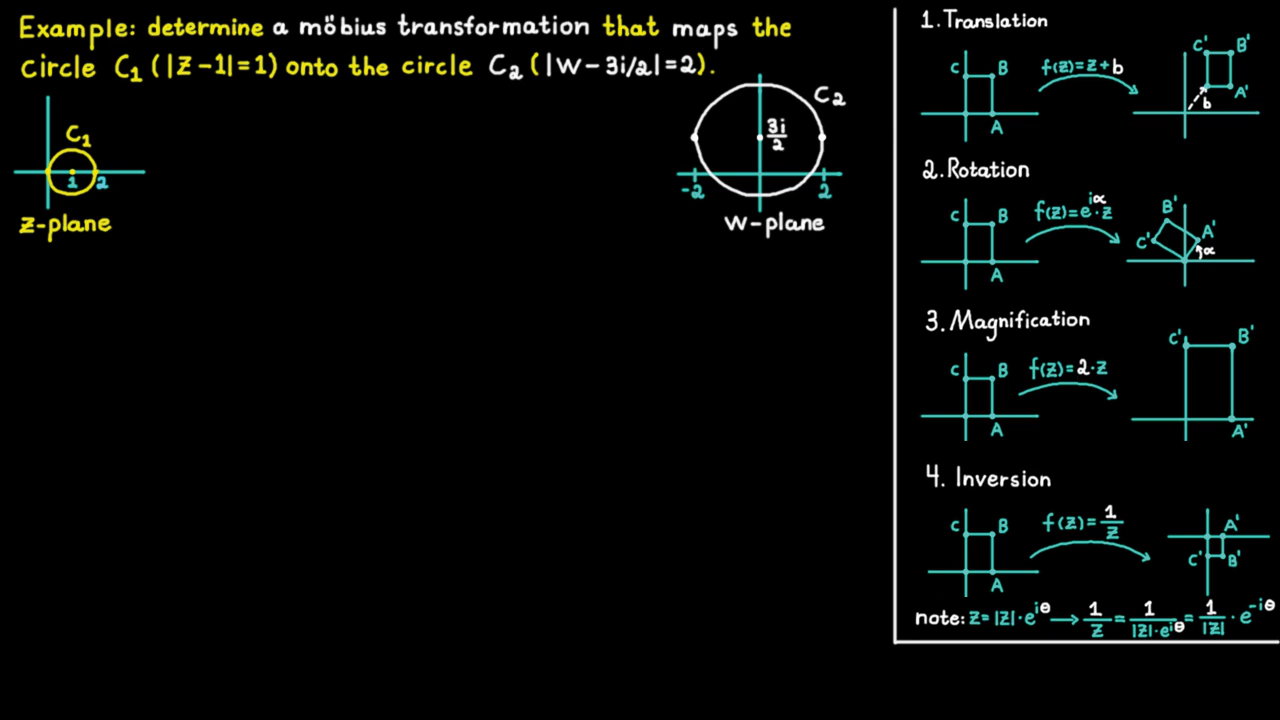 Example: determine a möbius transformation that maps the
circle C₁ (|z-1|=1) onto the circle C₂ (|w-3i/2|=2).
C₁
1 2
z-plane
C₂
3i/2
-2 2
w-plane
1. Translation
C B
A
f(z)=z+b
C' B'
A'
b
2. Rotation
C B
A
f(z)=e^{iα}·z
B'
C' A'
α
3. Magnification
C B
A
f(z)=2·z
C' B'
A'
4. Inversion
C B
A
f(z)=1/z
A'
C' B'
note: z=|z|·e^{iθ} → 1/z = 1/(|z|·e^{iθ}) = 1/|z| · e^{-iθ}